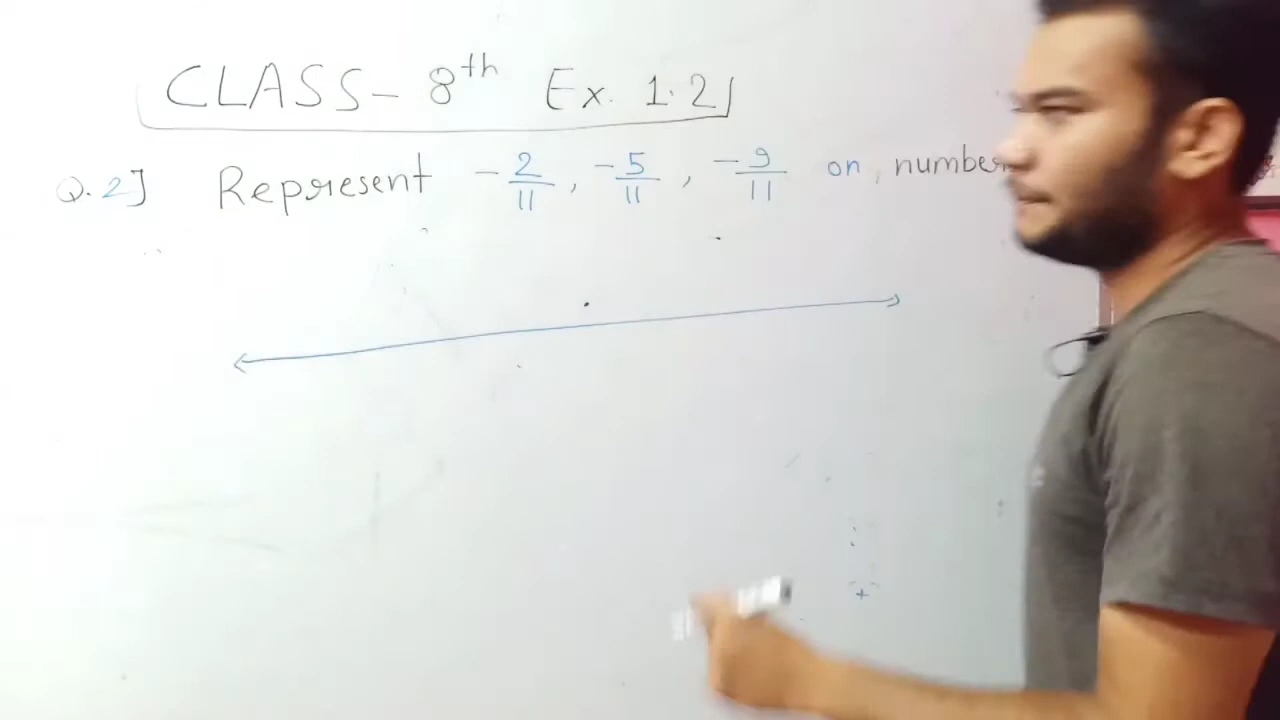 CLASS- 8th Ex. 1.2
Q.2] Represent -2/11, -5/11, -9/11 on number